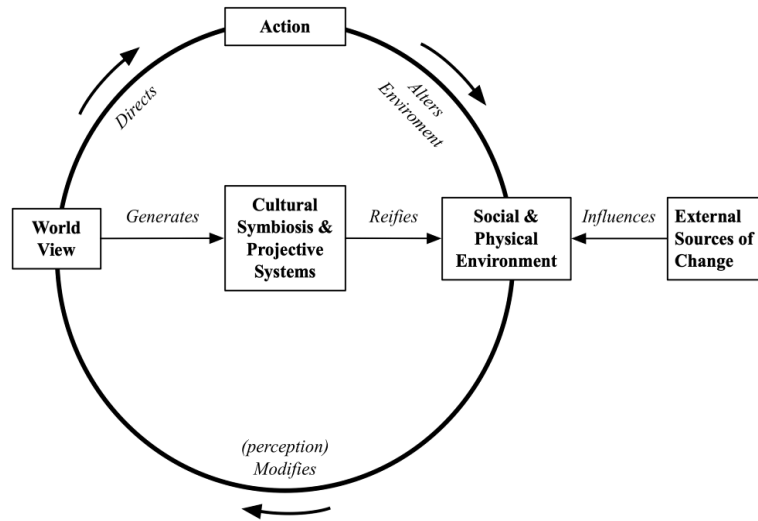 Action
Directs
Alters
Enviroment
World
View
Generates
Cultural
Symbiosis &
Projective
Systems
Reifies
Social &
Physical
Environment
Influences
External
Sources of
Change
(perception)
Modifies